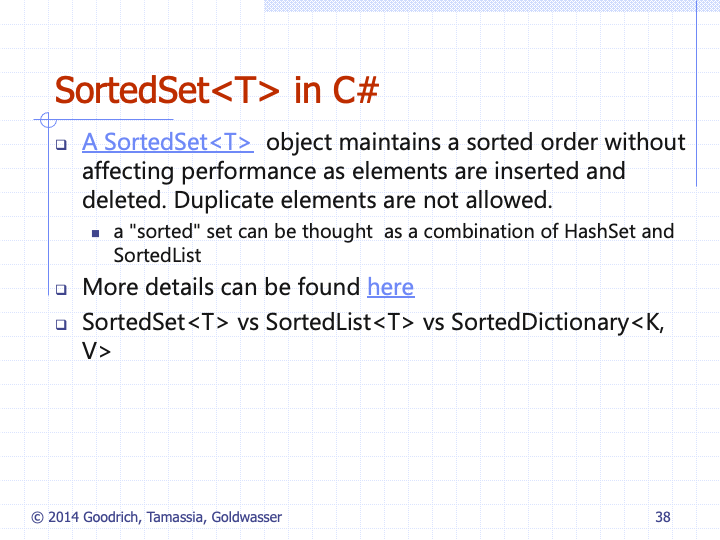 SortedSet<T> in C#
A SortedSet<T>  object maintains a sorted order without
affecting performance as elements are inserted and
deleted. Duplicate elements are not allowed.
a "sorted" set can be thought  as a combination of HashSet and
SortedList
More details can be found here
SortedSet<T> vs SortedList<T> vs SortedDictionary<K,
V>
© 2014 Goodrich, Tamassia, Goldwasser
38